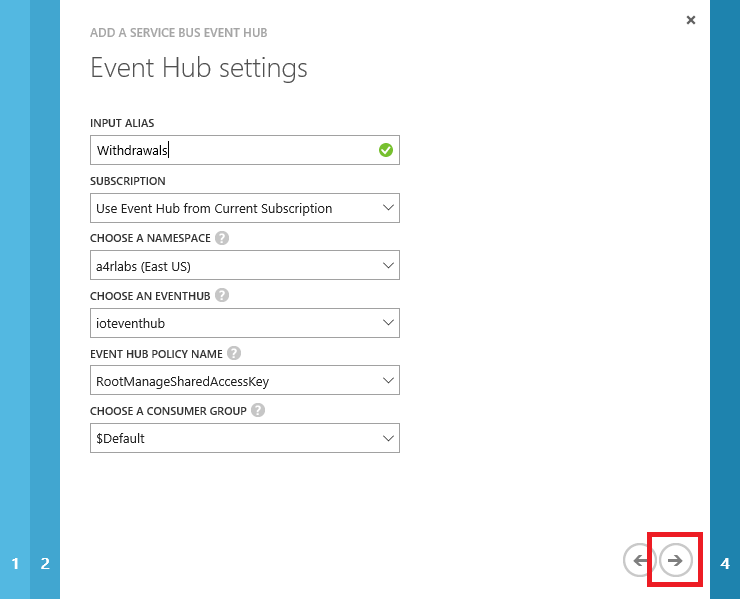 ADD A SERVICE BUS EVENT HUB
Event Hub settings
INPUT ALIAS
Withdrawals
SUBSCRIPTION
Use Event Hub from Current Subscription
CHOOSE A NAMESPACE ?
a4rlabs (East US)
CHOOSE AN EVENTHUB ?
ioteventhub
EVENT HUB POLICY NAME ?
RootManageSharedAccessKey
CHOOSE A CONSUMER GROUP ?
$Default
1 2 4